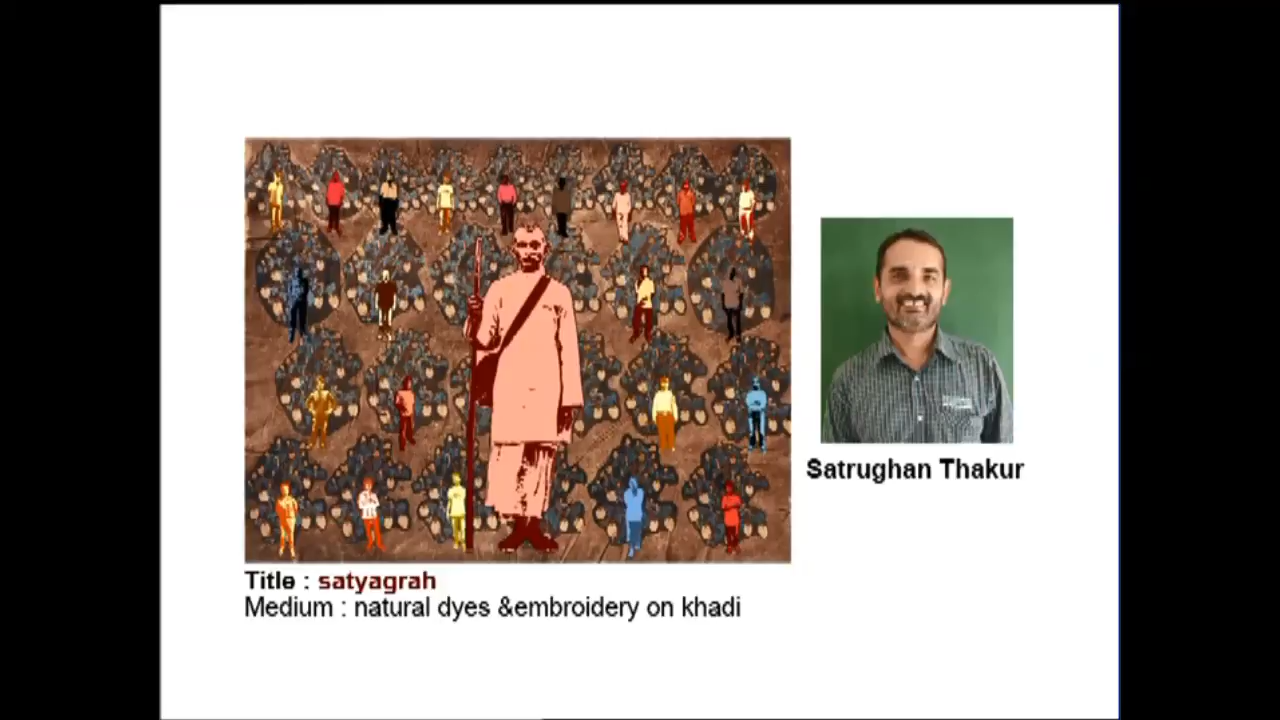 Satrughan Thakur
Title : satyagrah
Medium : natural dyes &embroidery on khadi